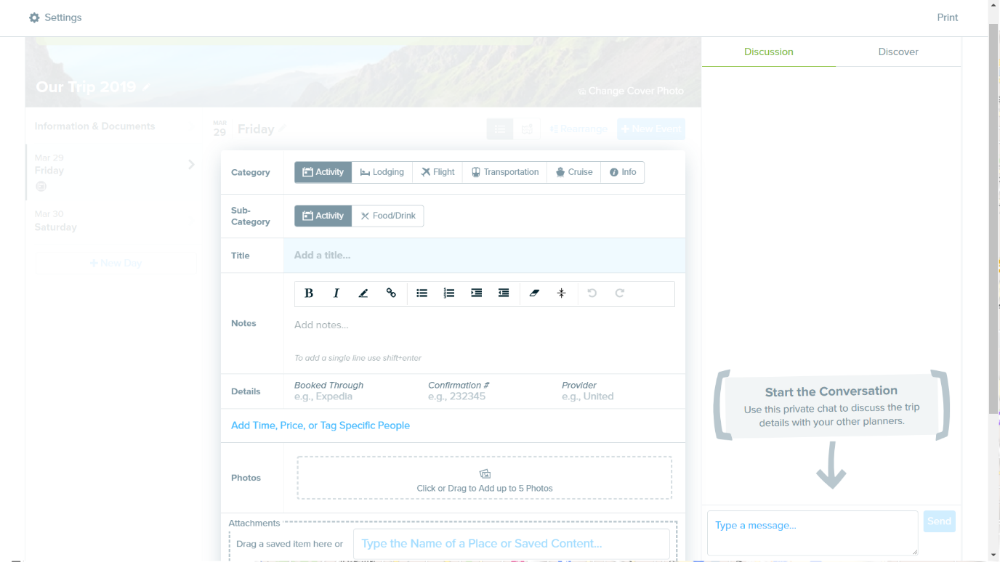 Settings
Print
Our Trip 2019
Change Cover Photo
Discussion
Discover
Information & Documents
MAR
29
Friday
Rearrange
+ New Event
Mar 29
Friday
Mar 30
Saturday
+ New Day
Category
Activity
Lodging
Flight
Transportation
Cruise
Info
Sub-
Category
Activity
Food/Drink
Title
Add a title...
B I
Notes
Add notes...
To add a single line use shift+enter
Details
Booked Through
Confirmation #
Provider
e.g., Expedia
e.g., 232345
e.g., United
Add Time, Price, or Tag Specific People
Photos
Click or Drag to Add up to 5 Photos
Attachments
Drag a saved item here or
Type the Name of a Place or Saved Content...
Start the Conversation
Use this private chat to discuss the trip
details with your other planners.
Type a message...
Send